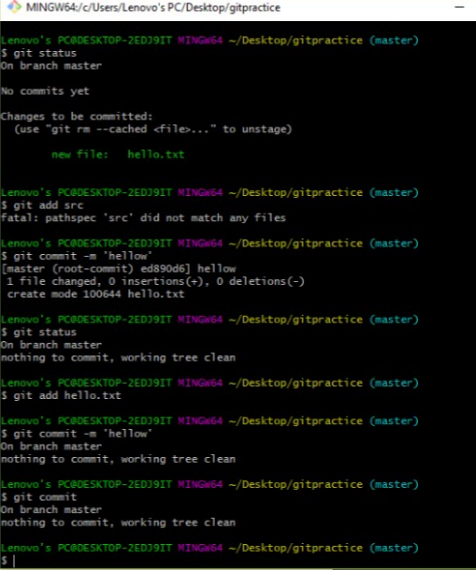 MINGW64:/c/Users/Lenovo's PC/Desktop/gitpractice
Lenovo's PC@DESKTOP-2EDJ9IT MINGW64 ~/Desktop/gitpractice (master)
$ git status
On branch master
No commits yet
Changes to be committed:
(use "git rm --cached <file>..." to unstage)
new file: hello.txt
Lenovo's PC@DESKTOP-2EDJ9IT MINGW64 ~/Desktop/gitpractice (master)
$ git add src
fatal: pathspec 'src' did not match any files
Lenovo's PC@DESKTOP-2EDJ9IT MINGW64 ~/Desktop/gitpractice (master)
$ git commit -m 'hellow'
[master (root-commit) ed890d6] hellow
1 file changed, 0 insertions(+), 0 deletions(-)
create mode 100644 hello.txt
Lenovo's PC@DESKTOP-2EDJ9IT MINGW64 ~/Desktop/gitpractice (master)
$ git status
On branch master
nothing to commit, working tree clean
Lenovo's PC@DESKTOP-2EDJ9IT MINGW64 ~/Desktop/gitpractice (master)
$ git add hello.txt
Lenovo's PC@DESKTOP-2EDJ9IT MINGW64 ~/Desktop/gitpractice (master)
$ git commit -m 'hellow'
On branch master
nothing to commit, working tree clean
Lenovo's PC@DESKTOP-2EDJ9IT MINGW64 ~/Desktop/gitpractice (master)
$ git commit
On branch master
nothing to commit, working tree clean
Lenovo's PC@DESKTOP-2EDJ9IT MINGW64 ~/Desktop/gitpractice (master)
$